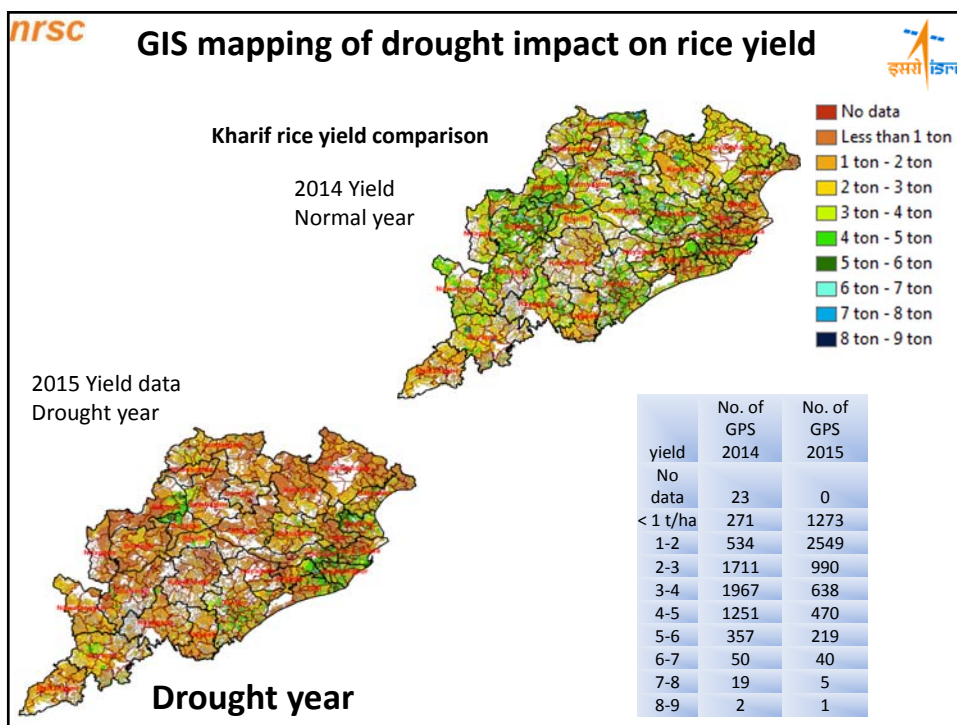 nrsc
GIS mapping of drought impact on rice yield
इसरो isro
Kharif rice yield comparison
2014 Yield
Normal year
No data
Less than 1 ton
1 ton - 2 ton
2 ton - 3 ton
3 ton - 4 ton
4 ton - 5 ton
5 ton - 6 ton
6 ton - 7 ton
7 ton - 8 ton
8 ton - 9 ton
2015 Yield data
Drought year
yield No. of GPS 2014 No. of GPS 2015
No data 23 0
< 1 t/ha 271 1273
1-2 534 2549
2-3 1711 990
3-4 1967 638
4-5 1251 470
5-6 357 219
6-7 50 40
7-8 19 5
8-9 2 1
Drought year